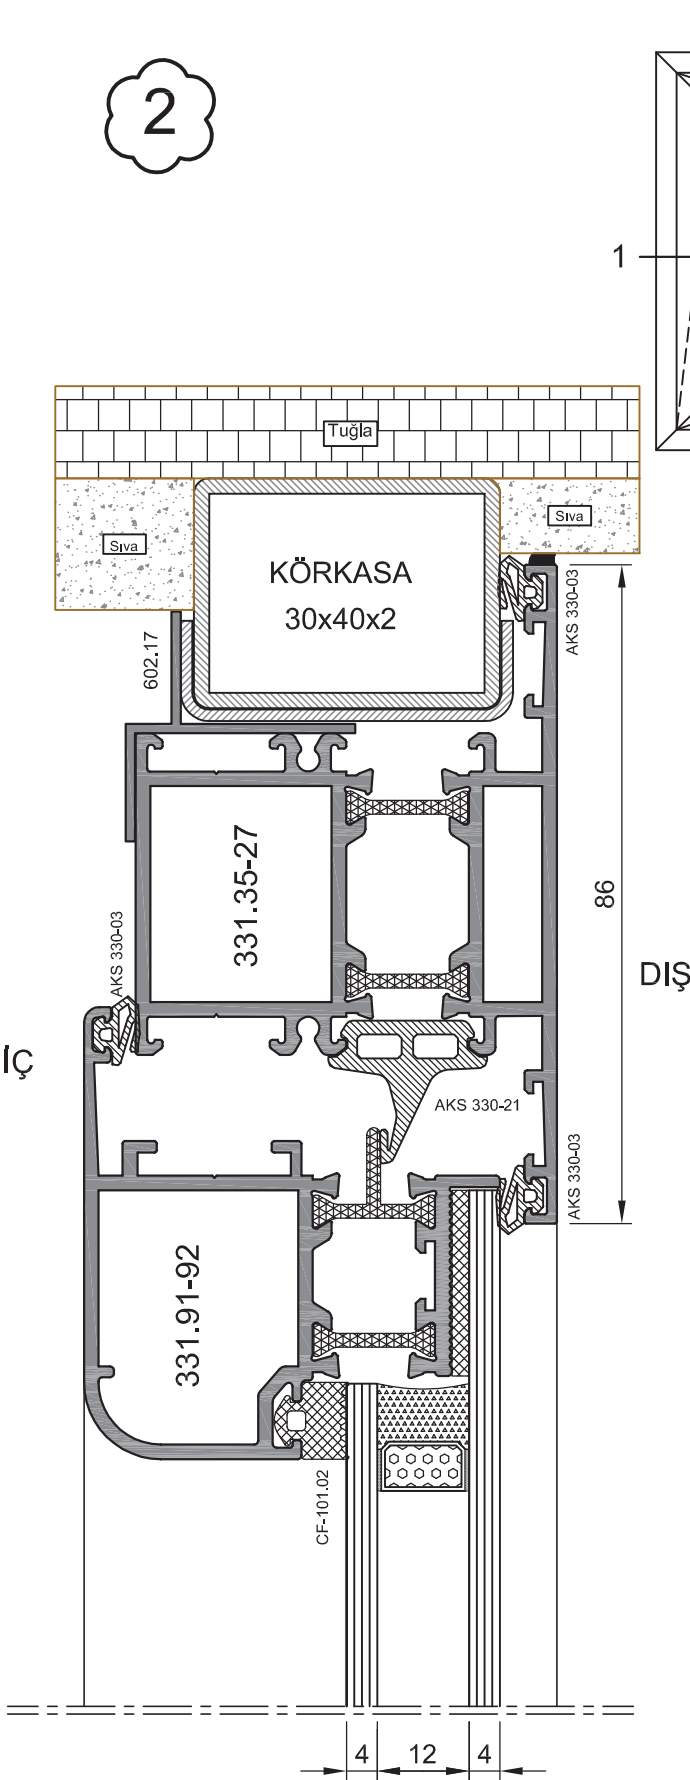 2
1
Tuğla
Sıva
Sıva
KÖRKASA
30x40x2
AKS 330-03
602.17
331.35-27
86
AKS 330-03
DIŞ
İÇ
AKS 330-21
AKS 330-03
331.91-92
CF-101.02
4
12
4